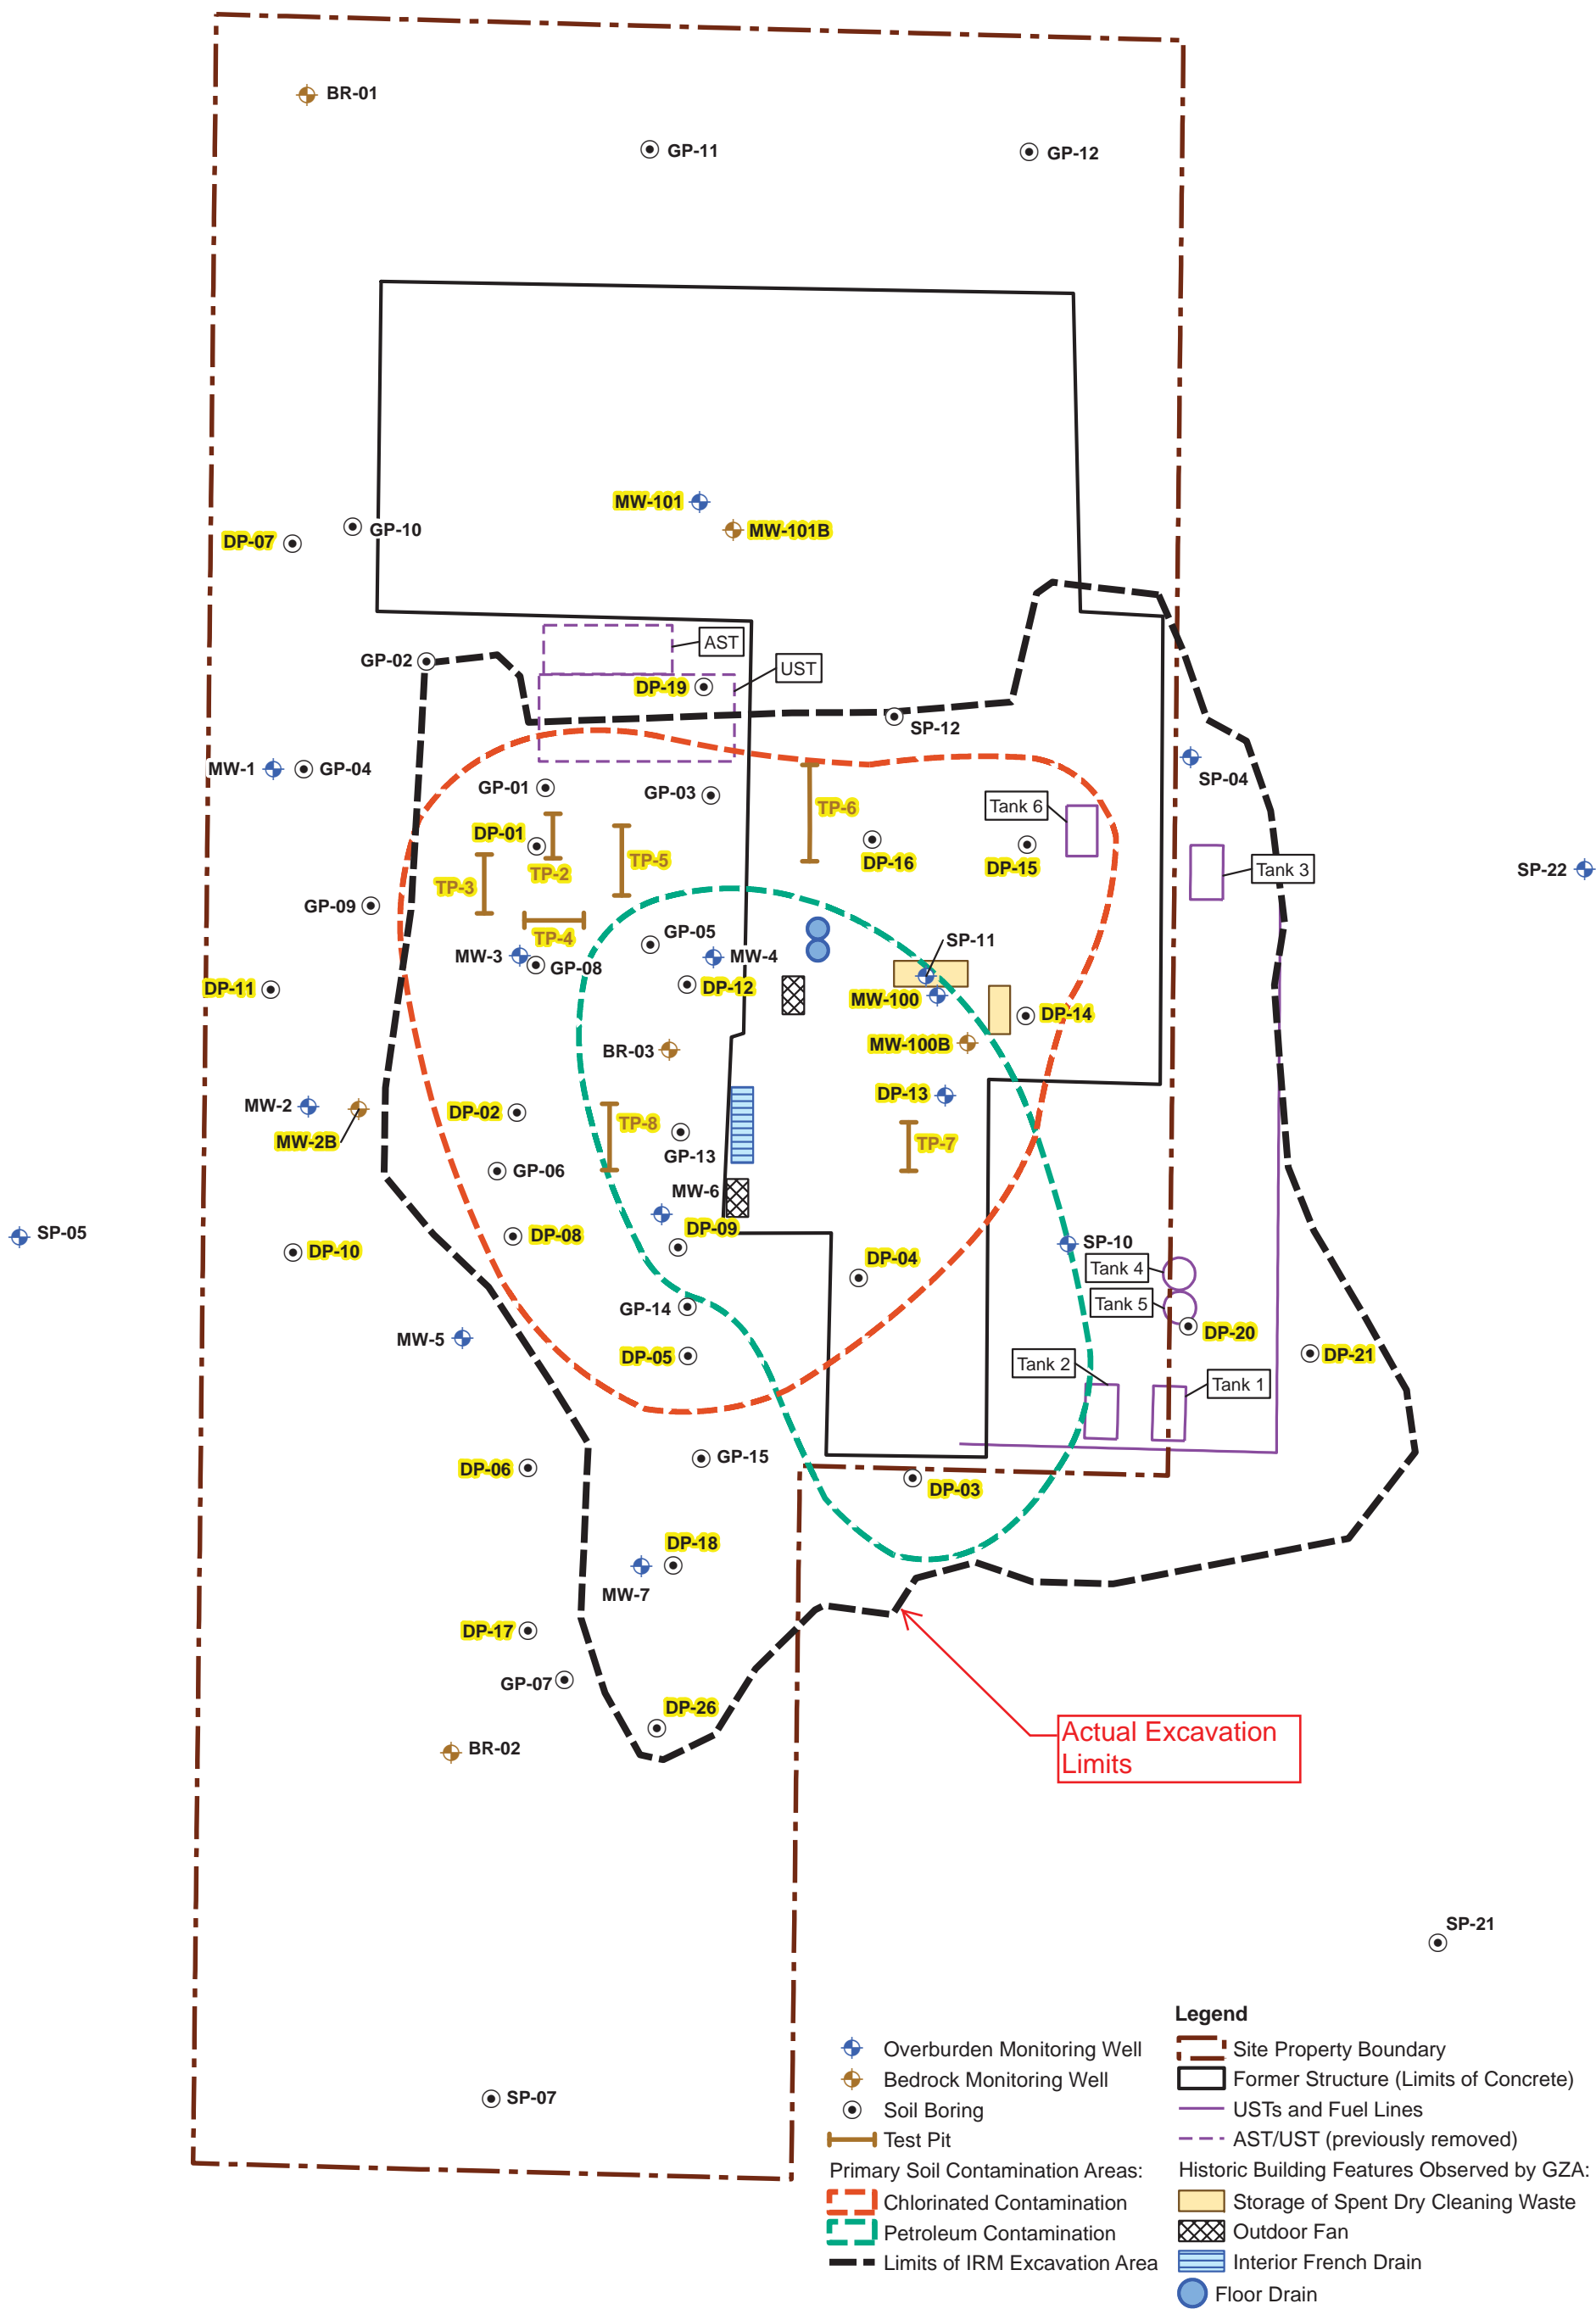 BR-01
GP-11
GP-12
MW-101
MW-101B
GP-10
DP-07
AST
GP-02
UST
DP-19
SP-12
MW-1
GP-04
SP-04
GP-01
GP-03
TP-6
Tank 6
DP-01
TP-5
DP-16
DP-15
TP-2
Tank 3
SP-22
TP-3
GP-09
TP-4
GP-05
SP-11
MW-3
GP-08
MW-4
DP-11
DP-12
MW-100
DP-14
BR-03
MW-100B
MW-2
DP-02
DP-13
MW-2B
TP-8
GP-13
TP-7
GP-06
MW-6
SP-05
DP-08
DP-09
SP-10
DP-10
DP-04
Tank 4
GP-14
Tank 5
MW-5
DP-20
DP-05
DP-21
Tank 2
Tank 1
GP-15
DP-06
DP-03
DP-18
MW-7
DP-17
GP-07
DP-26
Actual Excavation
Limits
BR-02
SP-21
SP-07
Overburden Monitoring Well
Bedrock Monitoring Well
Soil Boring
Test Pit
Primary Soil Contamination Areas:
Chlorinated Contamination
Petroleum Contamination
Limits of IRM Excavation Area
Legend
Site Property Boundary
Former Structure (Limits of Concrete)
USTs and Fuel Lines
AST/UST (previously removed)
Historic Building Features Observed by GZA:
Storage of Spent Dry Cleaning Waste
Outdoor Fan
Interior French Drain
Floor Drain